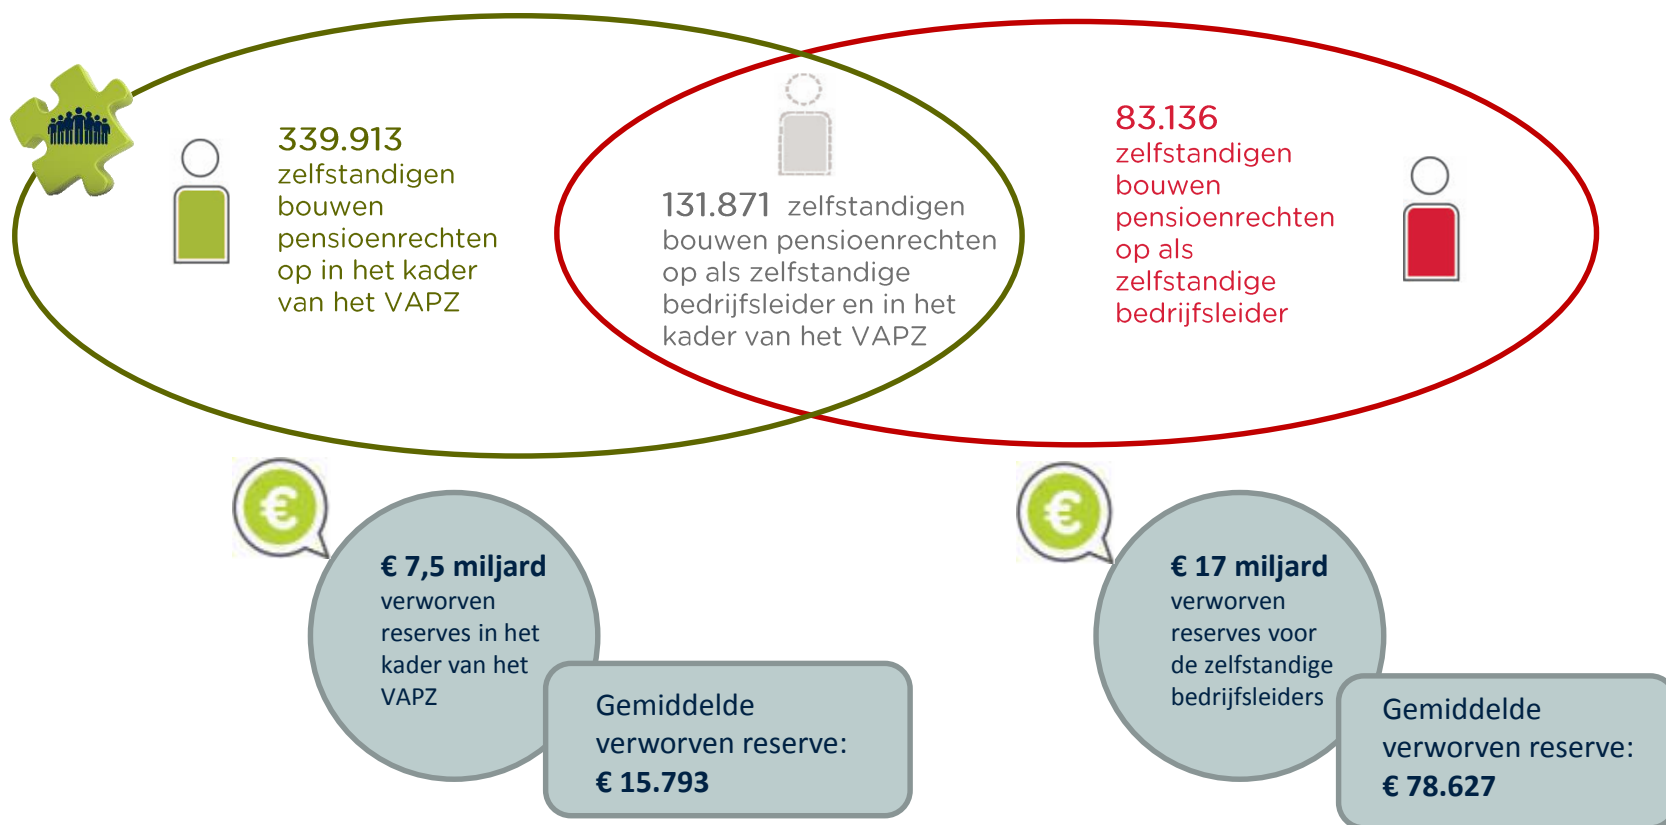 339.913
zelfstandigen
bouwen
pensioenrechten
op in het kader
van het VAPZ
131.871 zelfstandigen
bouwen pensioenrechten
op als zelfstandige
bedrijfsleider en in het
kader van het VAPZ
83.136
zelfstandigen
bouwen
pensioenrechten
op als
zelfstandige
bedrijfsleider
€
€ 7,5 miljard
verworven
reserves in het
kader van het
VAPZ
Gemiddelde
verworven reserve:
€ 15.793
€
€ 17 miljard
verworven
reserves voor
de zelfstandige
bedrijfsleiders
Gemiddelde
verworven reserve:
€ 78.627